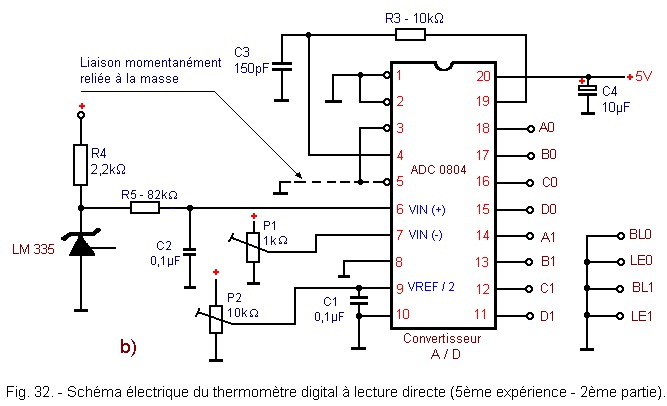 R3 - 10kΩ
C3
150pF
Liaison momentanément
reliée à la masse
+
R4
2,2kΩ
R5 - 82kΩ
LM 335
C2
0,1µF
+
P1
1kΩ
+
P2
10kΩ
C1
0,1µF
1
2
3
4
5
6
7
8
9
10
ADC 0804
VIN (+)
VIN (-)
VREF / 2
20
19
18
17
16
15
14
13
12
11
+5V
+
C4
10µF
A0
B0
C0
D0
A1
B1
C1
D1
BL0
LE0
BL1
LE1
Convertisseur
A / D
b)
Fig. 32. - Schéma électrique du thermomètre digital à lecture directe (5ème expérience - 2ème partie).